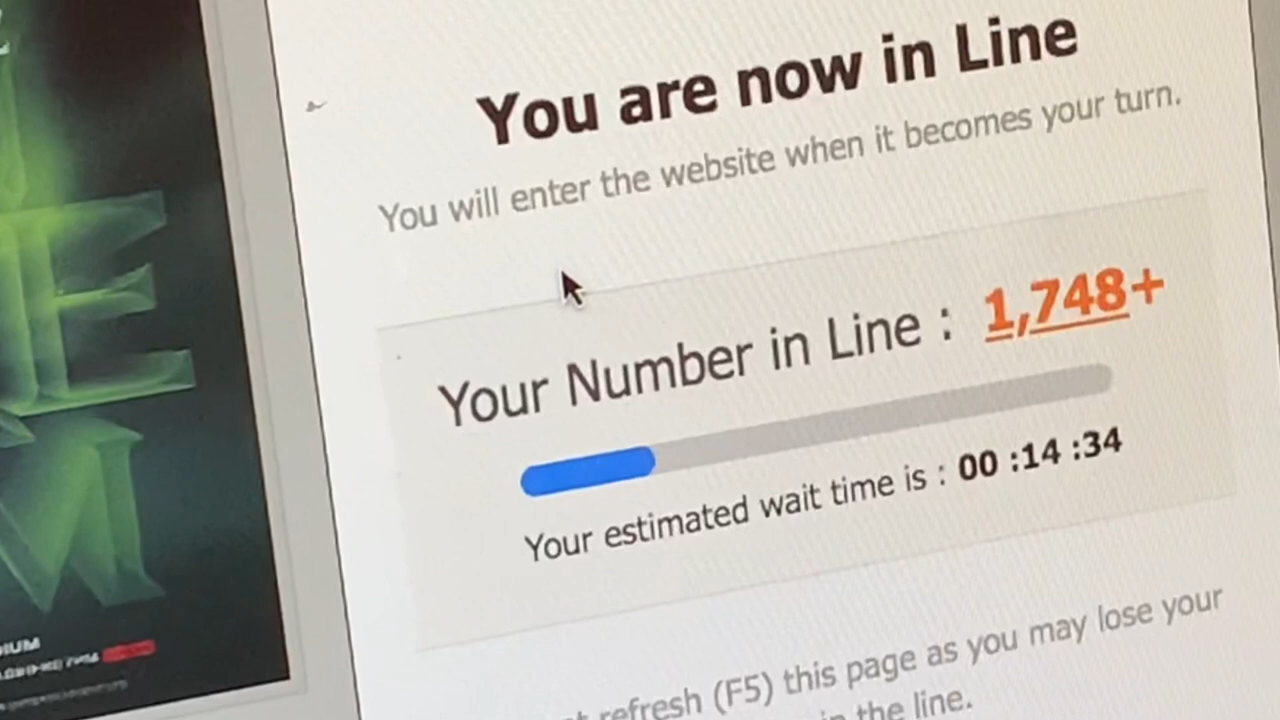 You are now in Line
You will enter the website when it becomes your turn.
Your Number in Line : 1,748+
Your estimated wait time is : 00 :14 :34
refresh (F5) this page as you may lose your
the line.